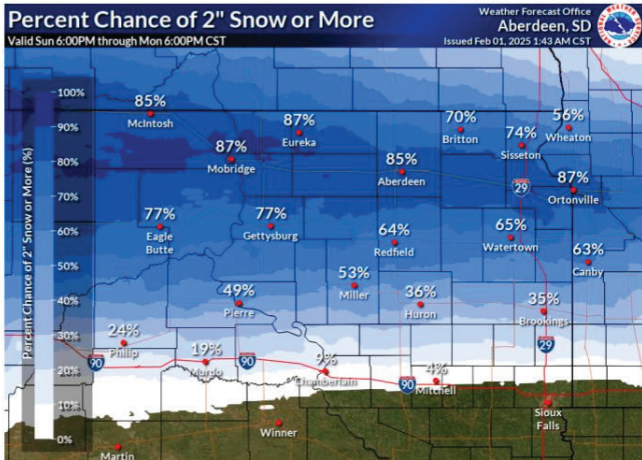 Percent Chance of 2" Snow or More
Valid Sun 6:00PM through Mon 6:00PM CST
Weather Forecast Office
Aberdeen, SD
Issued Feb 01, 2025 1:43 AM CST
Percent Chance of 2" Snow or More (%)
100%
90%
80%
70%
60%
50%
40%
30%
20%
10%
0%
85%
McIntosh
87%
Eureka
70%
Britton
56%
Wheaton
74%
Sisseton
87%
Mobridge
85%
Aberdeen
87%
Ortonville
29
77%
Eagle
Butte
77%
Gettysburg
64%
Redfield
65%
Watertown
63%
Canby
53%
Miller
49%
Pierre
36%
Huron
35%
Brookings
24%
Philip
19%
Murdo
9%
Chamberlain
4%
Mitchell
90
90
90
29
Sioux
Falls
Winner
Martin